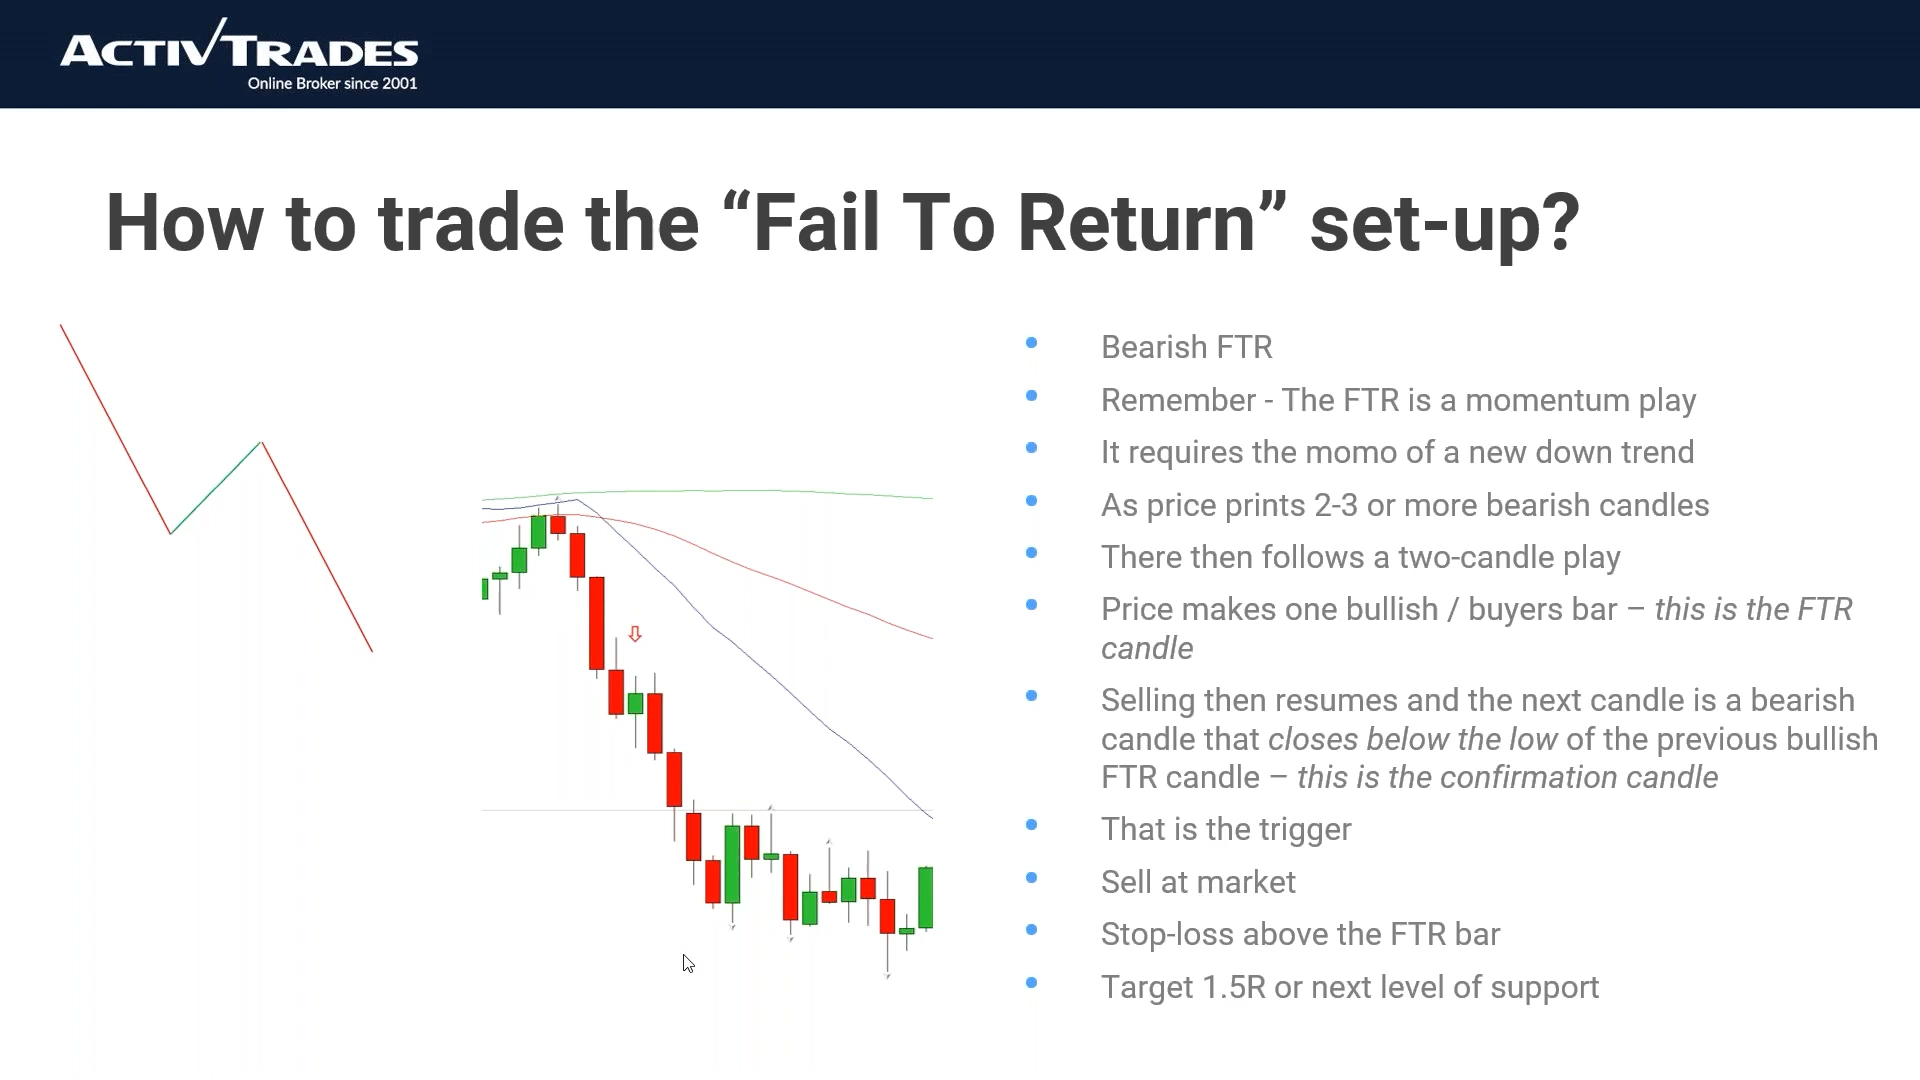 ACTIVTRADES
Online Broker since 2001
How to trade the “Fail To Return” set-up?
Bearish FTR
Remember - The FTR is a momentum play
It requires the momo of a new down trend
As price prints 2-3 or more bearish candles
There then follows a two-candle play
Price makes one bullish / buyers bar – this is the FTR
candle
Selling then resumes and the next candle is a bearish
candle that closes below the low of the previous bullish
FTR candle – this is the confirmation candle
That is the trigger
Sell at market
Stop-loss above the FTR bar
Target 1.5R or next level of support